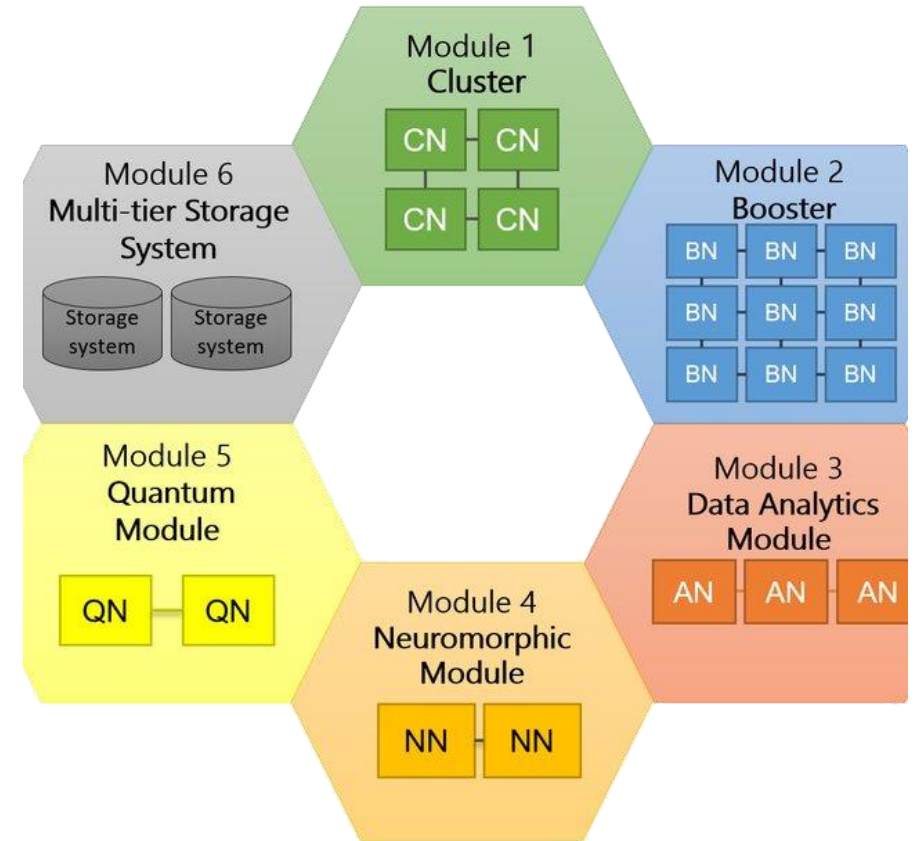 Module 1
Cluster
CN CN
CN CN
Module 2
Booster
BN BN BN
BN BN BN
BN BN BN
Module 3
Data Analytics
Module
AN AN AN
Module 4
Neuromorphic
Module
NN NN
Module 5
Quantum
Module
QN QN
Module 6
Multi-tier Storage
System
Storage Storage
system system